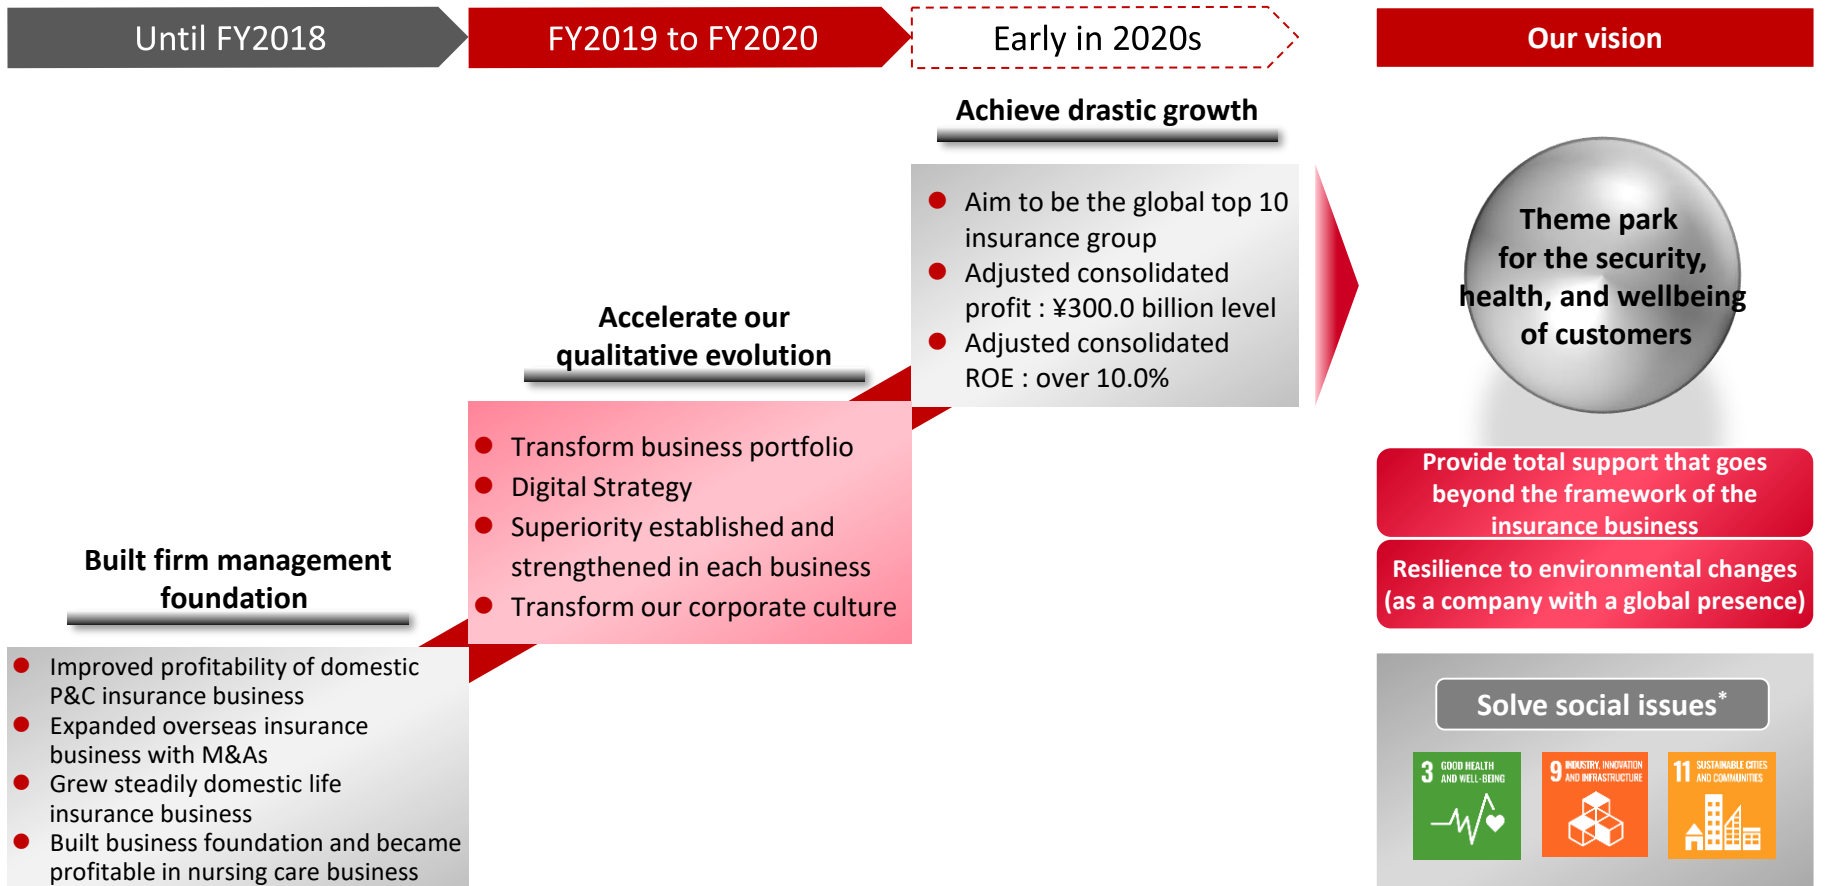 Until FY2018
FY2019 to FY2020
Early in 2020s
Our vision
Achieve drastic growth
● Aim to be the global top 10
insurance group
● Adjusted consolidated
profit : ¥300.0 billion level
● Adjusted consolidated
ROE : over 10.0%
Accelerate our
qualitative evolution
● Transform business portfolio
● Digital Strategy
● Superiority established and
strengthened in each business
● Transform our corporate culture
Built firm management
foundation
● Improved profitability of domestic
P&C insurance business
● Expanded overseas insurance
business with M&As
● Grew steadily domestic life
insurance business
● Built business foundation and became
profitable in nursing care business
Theme park
for the security,
health, and wellbeing
of customers
Provide total support that goes
beyond the framework of the
insurance business
Resilience to environmental changes
(as a company with a global presence)
Solve social issues*
3 GOOD HEALTH
AND WELL-BEING
9 INDUSTRY, INNOVATION
AND INFRASTRUCTURE
11 SUSTAINABLE CITIES
AND COMMUNITIES